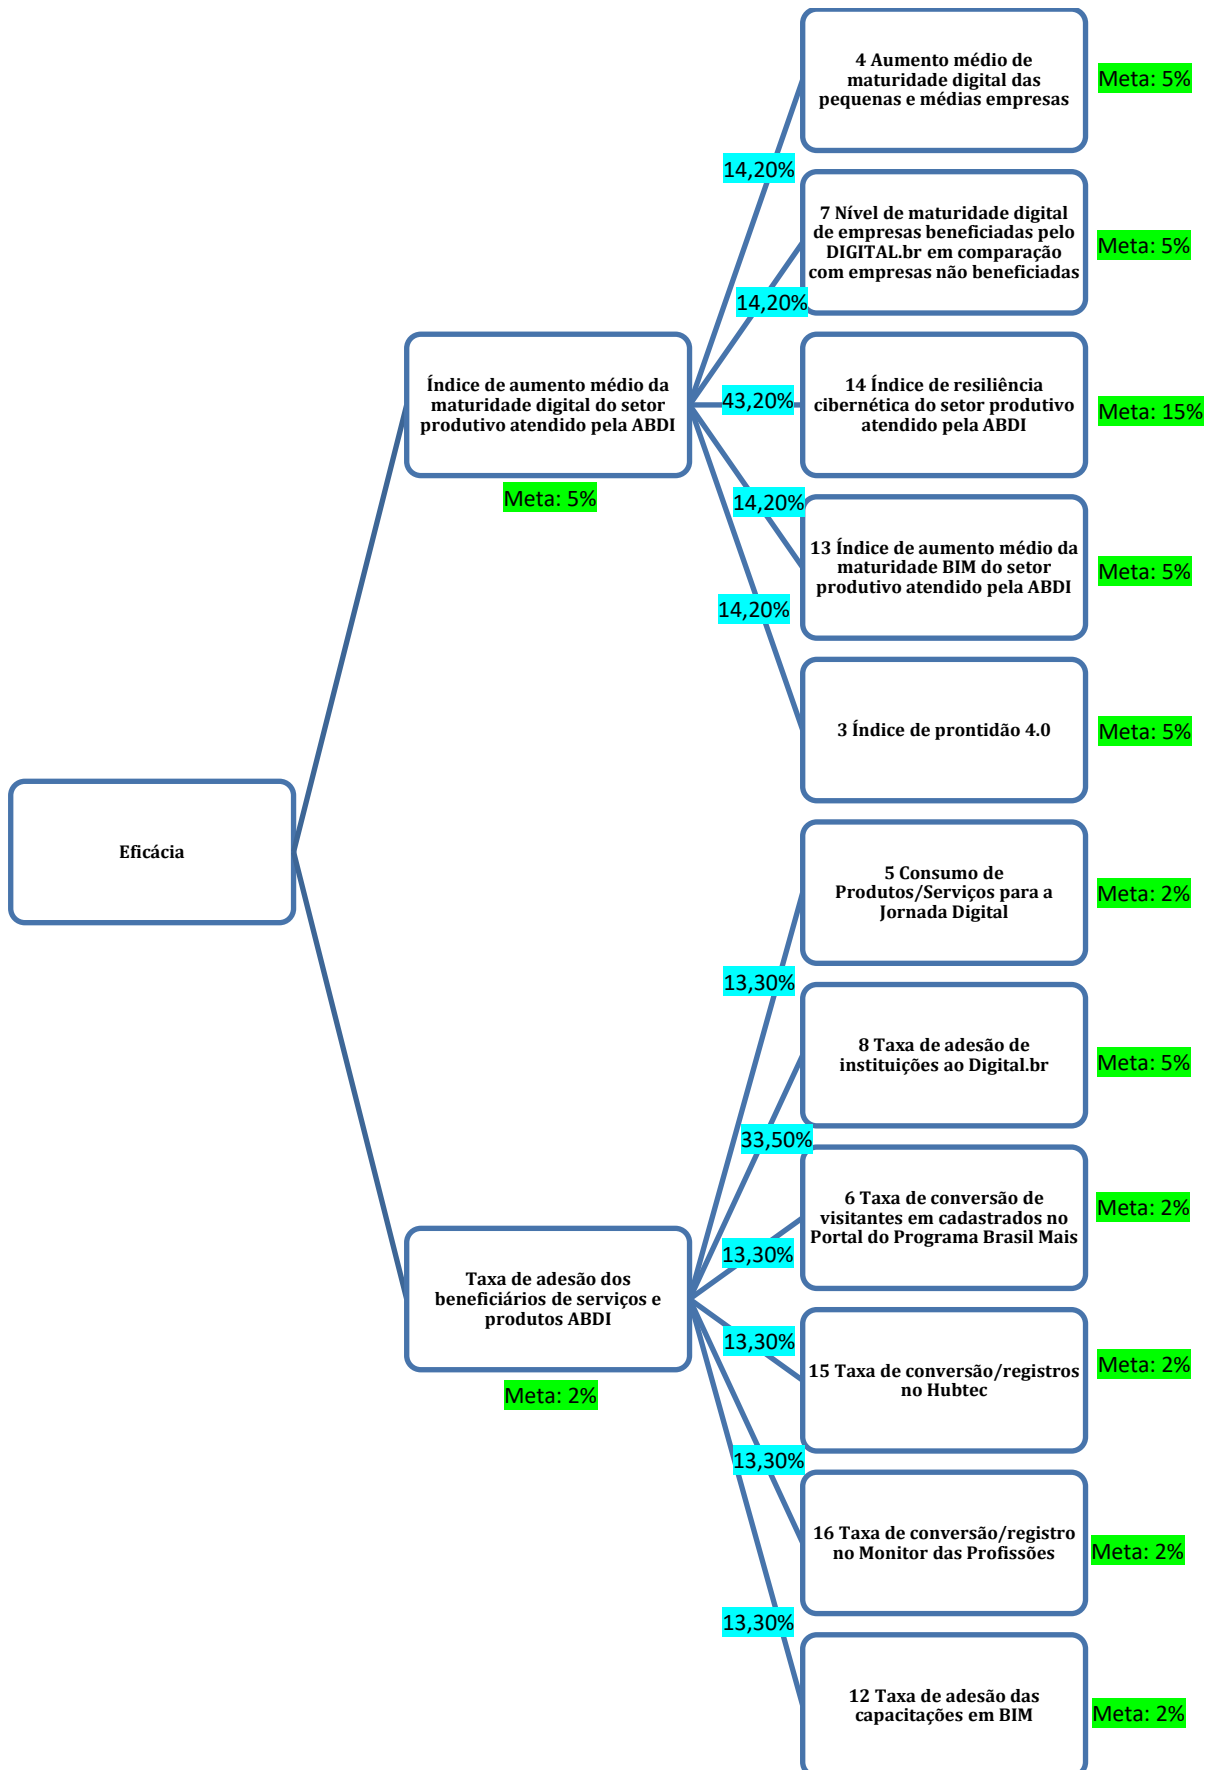 4 Aumento médio de
maturidade digital das
pequenas e médias empresas
Meta: 5%
14,20%
7 Nível de maturidade digital
de empresas beneficiadas pelo
DIGITAL.br em comparação
com empresas não beneficiadas
Meta: 5%
14,20%
Índice de aumento médio da
maturidade digital do setor
produtivo atendido pela ABDI
Meta: 5%
43,20%
14 Índice de resiliência
cibernética do setor produtivo
atendido pela ABDI
Meta: 15%
14,20%
13 Índice de aumento médio da
maturidade BIM do setor
produtivo atendido pela ABDI
Meta: 5%
14,20%
3 Índice de prontidão 4.0
Meta: 5%
Eficácia
5 Consumo de
Produtos/Serviços para a
Jornada Digital
Meta: 2%
13,30%
8 Taxa de adesão de
instituições ao Digital.br
Meta: 5%
33,50%
6 Taxa de conversão de
visitantes em cadastrados no
Portal do Programa Brasil Mais
Meta: 2%
13,30%
Taxa de adesão dos
beneficiários de serviços e
produtos ABDI
Meta: 2%
13,30%
15 Taxa de conversão/registros
no Hubtec
Meta: 2%
13,30%
16 Taxa de conversão/registro
no Monitor das Profissões
Meta: 2%
13,30%
12 Taxa de adesão das
capacitações em BIM
Meta: 2%